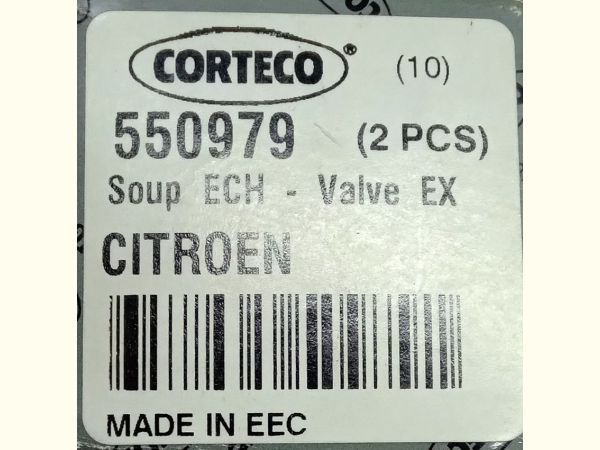 CORTECO® (10)
550979 (2 PCS)
Soup ECH - Valve EX
CITROEN
MADE IN EEC